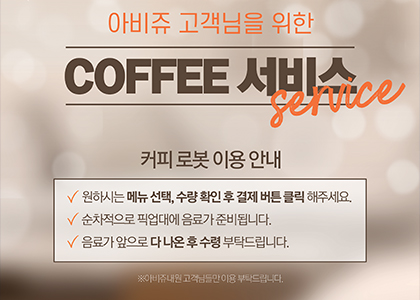 아비쥬 고객님을 위한
COFFEE 서비스
service
커피 로봇 이용 안내
✓ 원하시는 메뉴 선택, 수량 확인 후 결제 버튼 클릭 해주세요.
✓ 순차적으로 픽업대에 음료가 준비됩니다.
✓ 음료가 앞으로 다 나온 후 수령 부탁드립니다.
※아비쥬내원 고객님들만 이용 부탁드립니다.